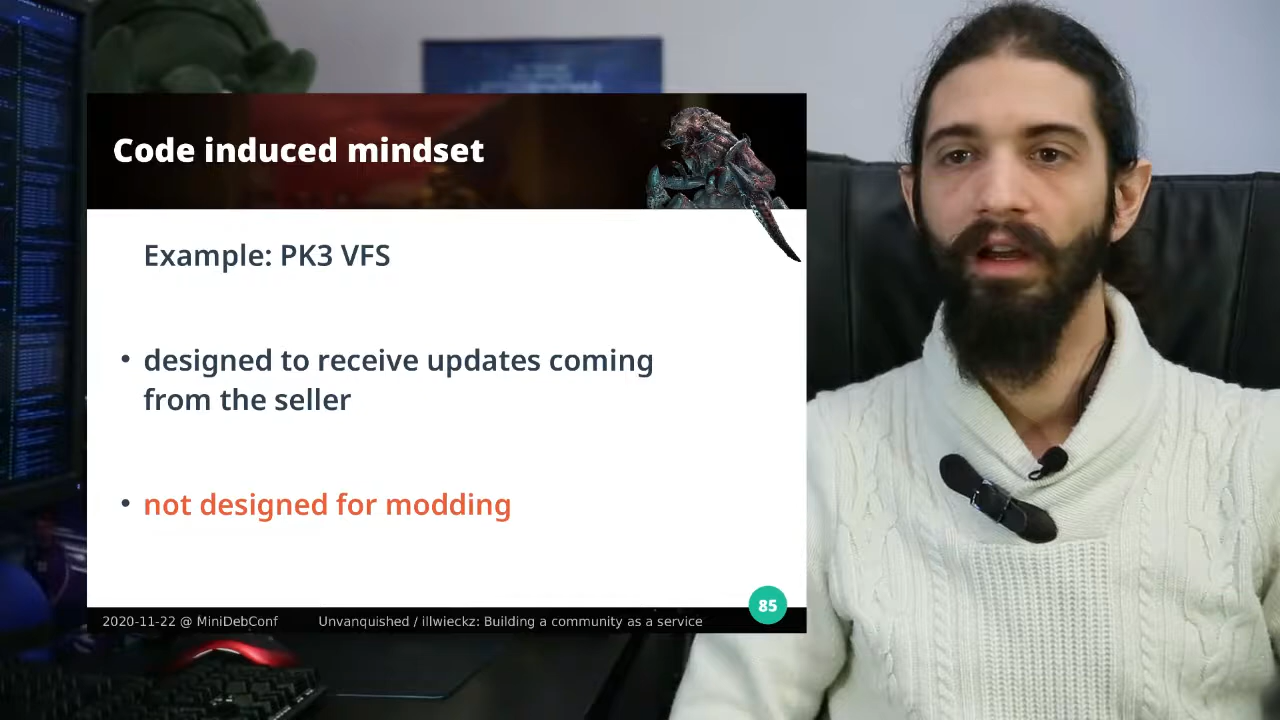 Code induced mindset
Example: PK3 VFS
• designed to receive updates coming
from the seller
• not designed for modding
85
2020-11-22 @ MiniDebConf Unvanquished / illwieckz: Building a community as a service